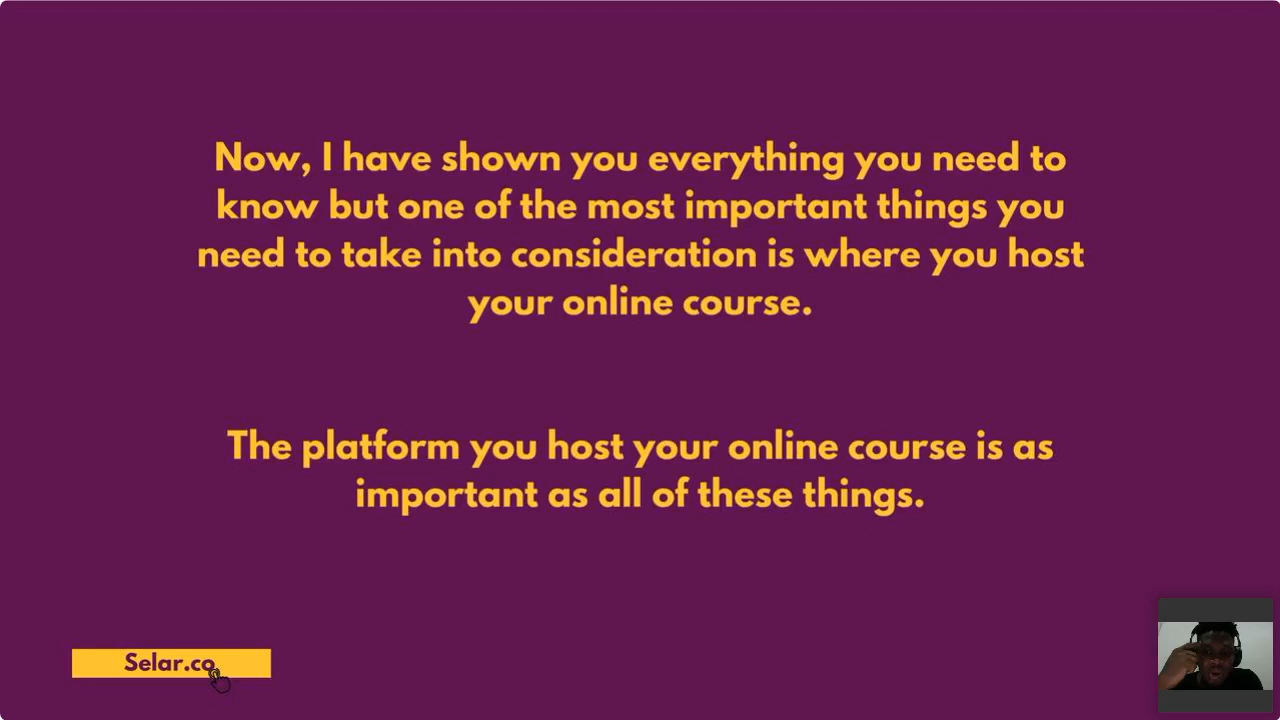 Now, I have shown you everything you need to
know but one of the most important things you
need to take into consideration is where you host
your online course.
The platform you host your online course is as
important as all of these things.
Selar.co